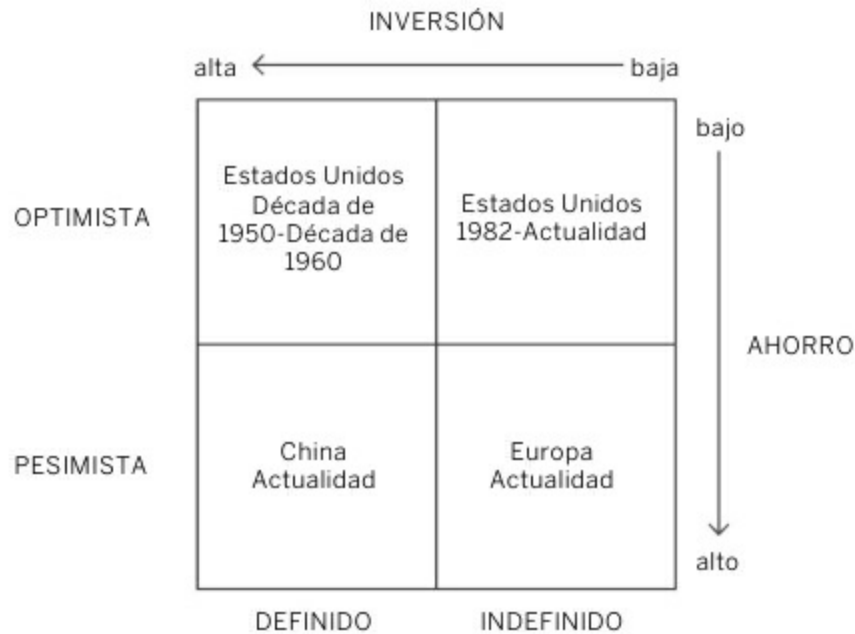 INVERSIÓN
alta
baja
bajo
OPTIMISTA
Estados Unidos
Década de
1950-Década de
1960
Estados Unidos
1982-Actualidad
AHORRO
PESIMISTA
China
Actualidad
Europa
Actualidad
alto
DEFINIDO
INDEFINIDO